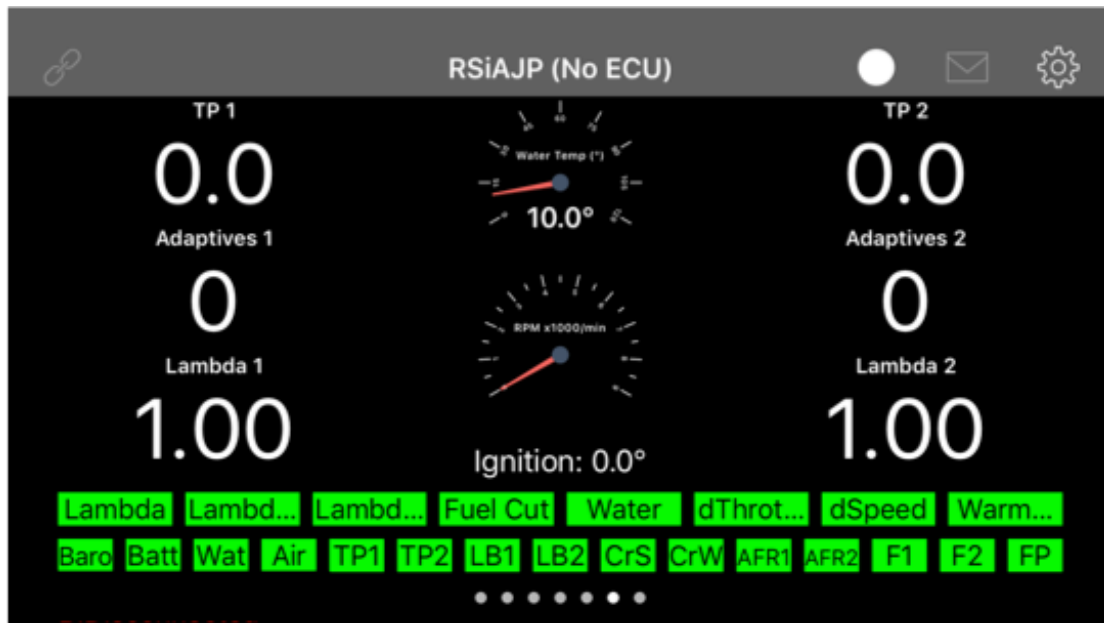 RSiAJP (No ECU)
TP 1
TP 2
0.0
0.0
Water Temp (°)
10.0°
Adaptives 1
Adaptives 2
0
0
RPM x1000/min
Lambda 1
Lambda 2
1.00
1.00
Ignition: 0.0°
Lambda Lambd... Lambd... Fuel Cut Water dThrot... dSpeed Warm...
Baro Batt Wat Air TP1 TP2 LB1 LB2 CrS CrW AFR1 AFR2 F1 F2 FP